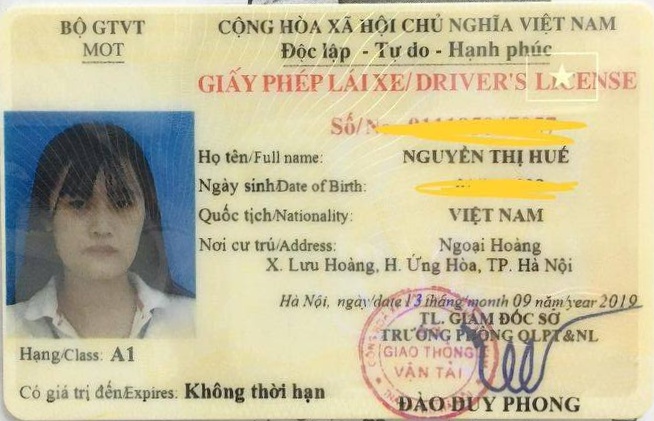 BỘ GTVT
MOT
CỘNG HÒA XÃ HỘI CHỦ NGHĨA VIỆT NAM
Độc lập - Tự do - Hạnh phúc
GIẤY PHÉP LÁI XE/DRIVER'S LICENSE
Số/No
Họ tên/Full name: NGUYỄN THỊ HUẾ
Ngày sinh/Date of Birth:
Quốc tịch/Nationality: VIỆT NAM
Nơi cư trú/Address: Ngoại Hoàng
X. Lưu Hoàng, H. Ứng Hòa, TP. Hà Nội
Hà Nội, ngày/date 13 tháng/month 09 năm/year 2019
TL. GIÁM ĐỐC SỞ
TRƯỞNG PHÒNG QLPT&NL
GIAO THÔNG
VẬN TẢI
Hạng/Class: A1
Có giá trị đến/Expires: Không thời hạn
ĐÀO DUY PHONG